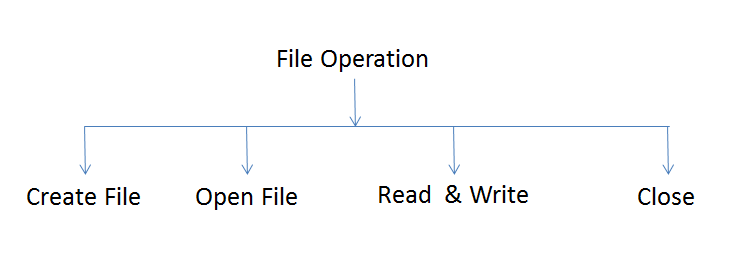 File Operation
Create File
Open File
Read & Write
Close